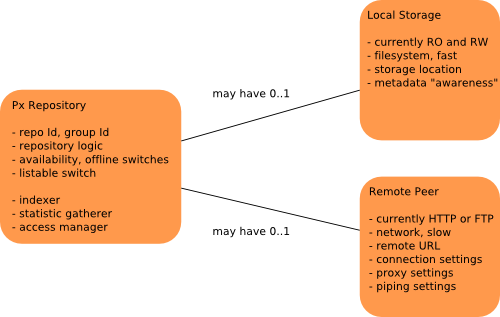 Px Repository
- repo Id, group Id
- repository logic
- availability, offline switches
- listable switch
- indexer
- statistic gatherer
- access manager
may have 0..1
may have 0..1
Local Storage
- currently RO and RW
- filesystem, fast
- storage location
- metadata "awareness"
Remote Peer
- currently HTTP or FTP
- network, slow
- remote URL
- connection settings
- proxy settings
- piping settings